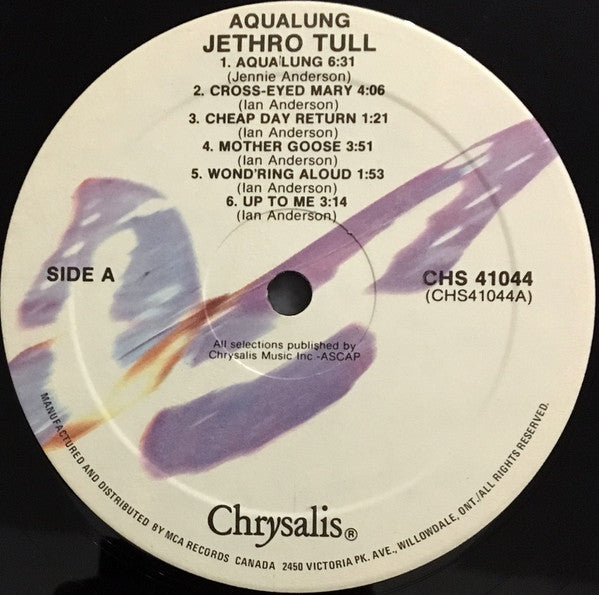 AQUALUNG
JETHRO TULL
1. AQUALUNG 6:31
(Jennie Anderson)
2. CROSS-EYED MARY 4:06
(Ian Anderson)
3. CHEAP DAY RETURN 1:21
(Ian Anderson)
4. MOTHER GOOSE 3:51
(Ian Anderson)
5. WOND'RING ALOUD 1:53
(Ian Anderson)
6. UP TO ME 3:14
(Ian Anderson)
SIDE A
CHS 41044
(CHS41044A)
All selections published by
Chrysalis Music Inc -ASCAP
Chrysalis®
MANUFACTURED AND DISTRIBUTED BY MCA RECORDS CANADA 2450 VICTORIA PK. AVE., WILLOWDALE, ONT./ALL RIGHTS RESERVED.